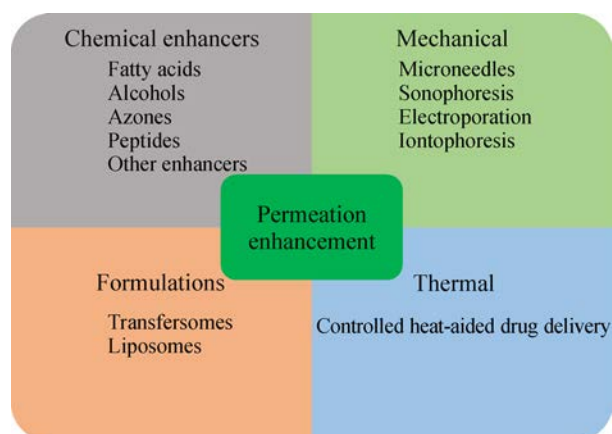 Chemical enhancers
Fatty acids
Alcohols
Azones
Peptides
Other enhancers
Mechanical
Microneedles
Sonophoresis
Electroporation
Iontophoresis
Permeation
enhancement
Formulations
Transfersomes
Liposomes
Thermal
Controlled heat-aided drug delivery